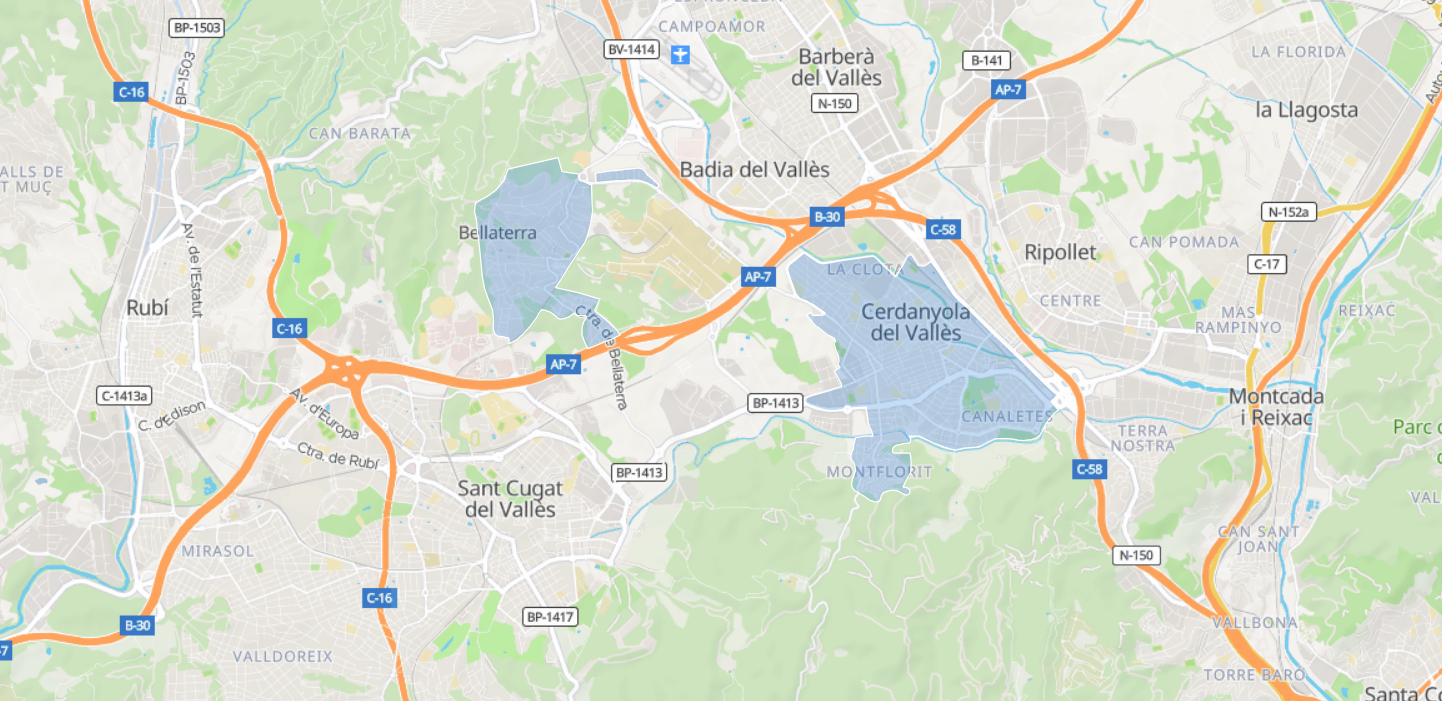 BP-1503
CAMPOAMOR
BV-1414
Barberà
del Vallès
B-141
LA FLORIDA
BP-1503
C-16
AP-7
N-150
la Llagosta
CAN BARATA
Badia del Vallès
ALLS DE
T MUÇ
N-152a
B-30
C-58
Bellaterra
Av. de l'Estatut
Ripollet
CAN POMADA
C-17
LA CLOTA
AP-7
Rubí
Cerdanyola
del Vallès
CENTRE
MAS
RAMPINYO
REIXAC
C-16
Ctra. de Bellaterra
AP-7
C-1413a
BP-1413
Montcada
i Reixac
C. d'Edison
Av. d'Europa
CANALETES
Parc
TERRA
NOSTRA
Ctra. de Rubí
BP-1413
MONTFLORIT
C-58
Sant Cugat
del Vallès
VAL
CAN SANT
JOAN
MIRASOL
N-150
C-16
BP-1417
B-30
VALLBONA
-7
VALLDOREIX
TORRE BARÓ
Santa Co